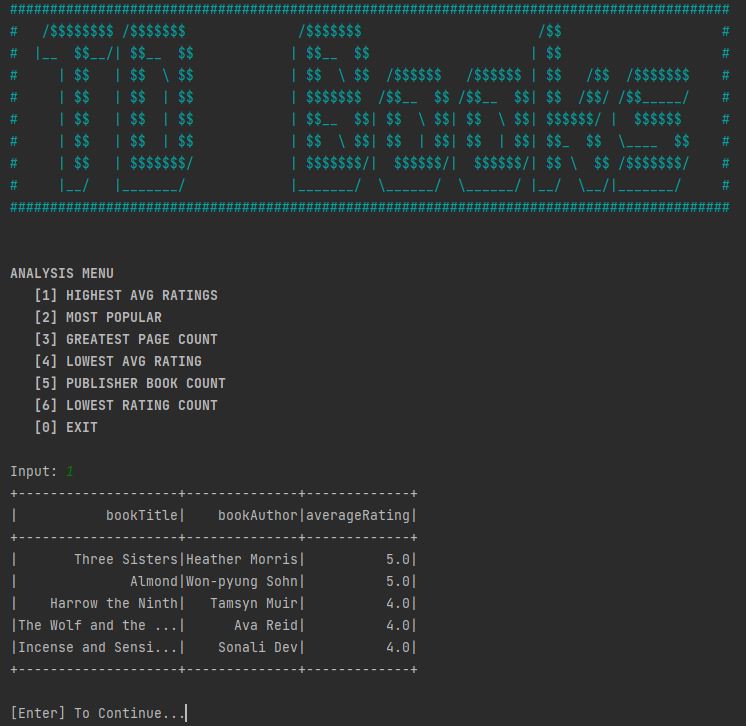 ##########################################################################################
#   /$$$$$$$$ /$$$$$$$              /$$$$$$$                      /$$                    #
#  |__  $$__/| $$__  $$            | $$__  $$                    | $$                    #
#     | $$   | $$  \ $$            | $$  \ $$  /$$$$$$   /$$$$$$ | $$   /$$  /$$$$$$$    #
#     | $$   | $$  | $$            | $$$$$$$  /$$__  $$ /$$__  $$| $$  /$$/ /$$_____/    #
#     | $$   | $$  | $$            | $$__  $$| $$  \ $$| $$  \ $$| $$$$$$/ |  $$$$$$     #
#     | $$   | $$  | $$            | $$  \ $$| $$  | $$| $$  | $$| $$_  $$  \____  $$    #
#     | $$   | $$$$$$$/            | $$$$$$$/|  $$$$$$/|  $$$$$$/| $$ \  $$ /$$$$$$$/    #
#     |__/   |_______/             |_______/  \______/  \______/ |__/  \__/|_______/     #
##########################################################################################
ANALYSIS MENU
[1] HIGHEST AVG RATINGS
[2] MOST POPULAR
[3] GREATEST PAGE COUNT
[4] LOWEST AVG RATING
[5] PUBLISHER BOOK COUNT
[6] LOWEST RATING COUNT
[0] EXIT
Input: 1
+--------------------+--------------+-------------+
|           bookTitle|    bookAuthor|averageRating|
+--------------------+--------------+-------------+
|       Three Sisters|Heather Morris|          5.0|
|              Almond|Won-pyung Sohn|          5.0|
|    Harrow the Ninth|   Tamsyn Muir|          4.0|
|The Wolf and the ...|      Ava Reid|          4.0|
|Incense and Sensi...|    Sonali Dev|          4.0|
+--------------------+--------------+-------------+
[Enter] To Continue...